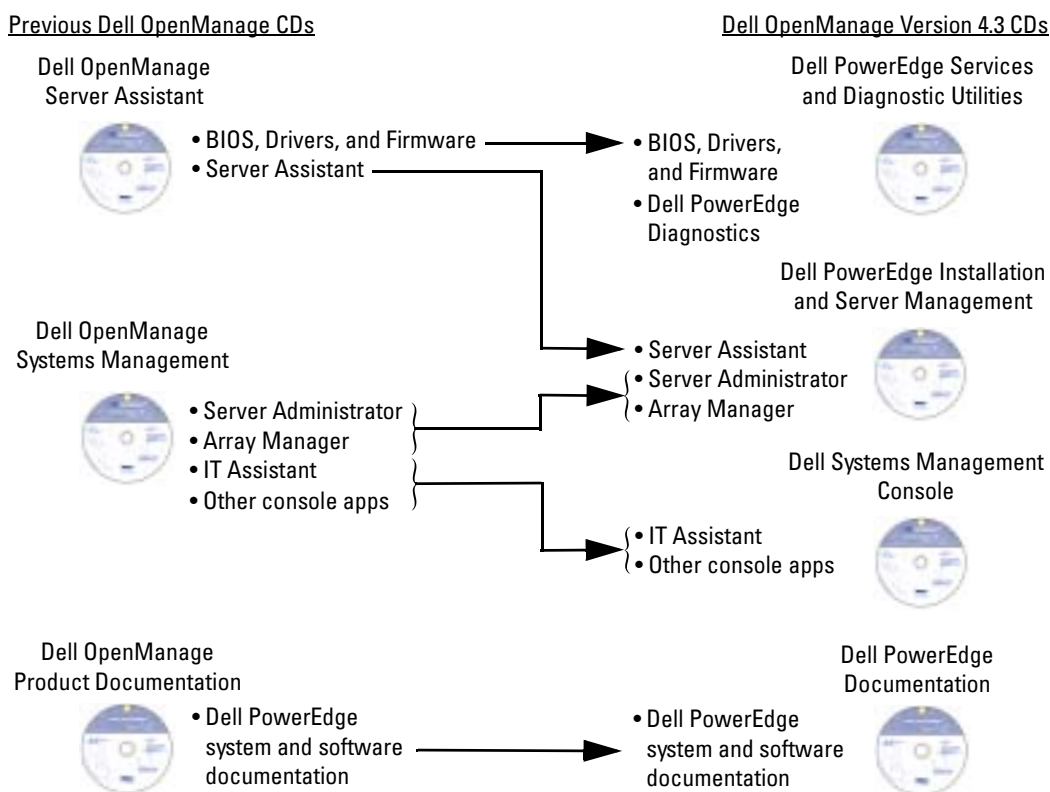 Previous Dell OpenManage CDs
Dell OpenManage Version 4.3 CDs
Dell OpenManage
Server Assistant
• BIOS, Drivers, and Firmware
• Server Assistant
Dell PowerEdge Services
and Diagnostic Utilities
• BIOS, Drivers,
and Firmware
• Dell PowerEdge
Diagnostics
Dell PowerEdge Installation
and Server Management
• Server Assistant
• Server Administrator
• Array Manager
Dell OpenManage
Systems Management
• Server Administrator
• Array Manager
• IT Assistant
• Other console apps
Dell Systems Management
Console
• IT Assistant
• Other console apps
Dell OpenManage
Product Documentation
• Dell PowerEdge
system and software
documentation
Dell PowerEdge
Documentation
• Dell PowerEdge
system and software
documentation